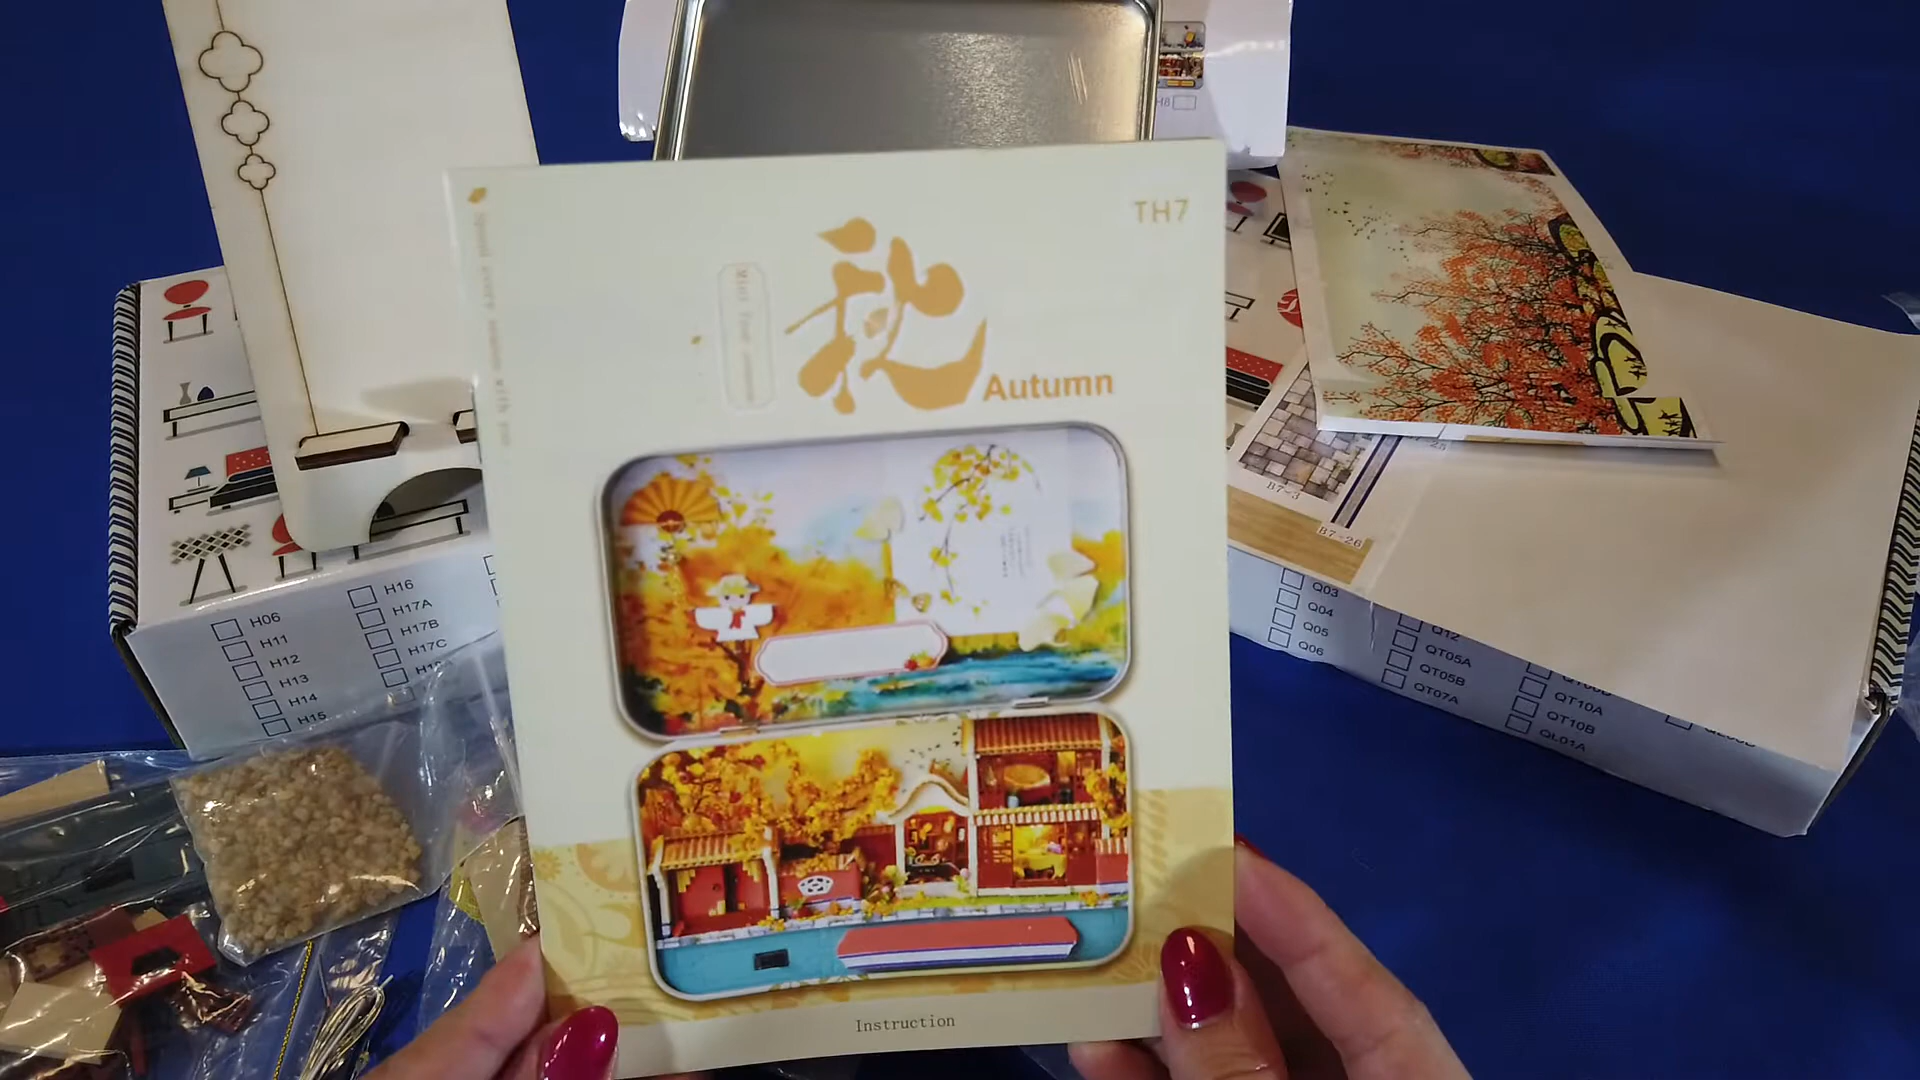 TH7
秋
Autumn
Instruction
H06
H11
H12
H13
H14
H15
H16
H17A
H17B
H17C
B7-3
B7-26
Q03
Q04
Q05
Q06
Q12
QT05A
QT05B
QT07A
QT10A
QT10B
QL01A